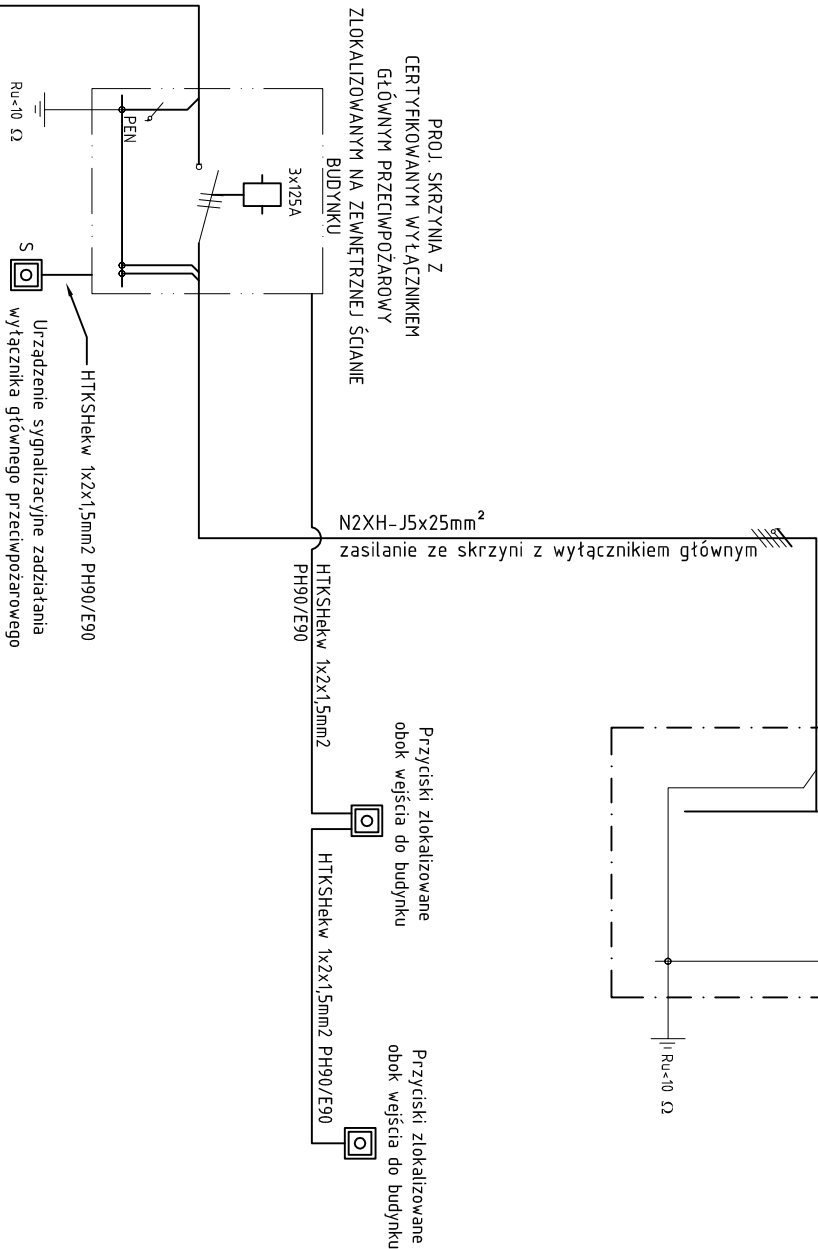 PROJ. SKRZYNIA Z
CERTYFIKOWANYM WYŁĄCZNIKIEM
GŁÓWNYM PRZECIWPOŻAROWY
ZLOKALIZOWANYM NA ZEWNĘTRZNEJ ŚCIANIE
BUDYNKU
3x125A
PEN
Ru<10 Ω
S
HTKSHekw 1x2x1,5mm2 PH90/E90
Urządzenie sygnalizacyjne zadziałania
wyłącznika głównego przeciwpożarowego
N2XH-J5x25mm²
zasilanie ze skrzyni z wyłącznikiem głównym
HTKSHekw 1x2x1,5mm2
PH90/E90
Przyciski zlokalizowane
obok wejścia do budynku
HTKSHekw 1x2x1,5mm2 PH90/E90
Przyciski zlokalizowane
obok wejścia do budynku
Ru<10 Ω